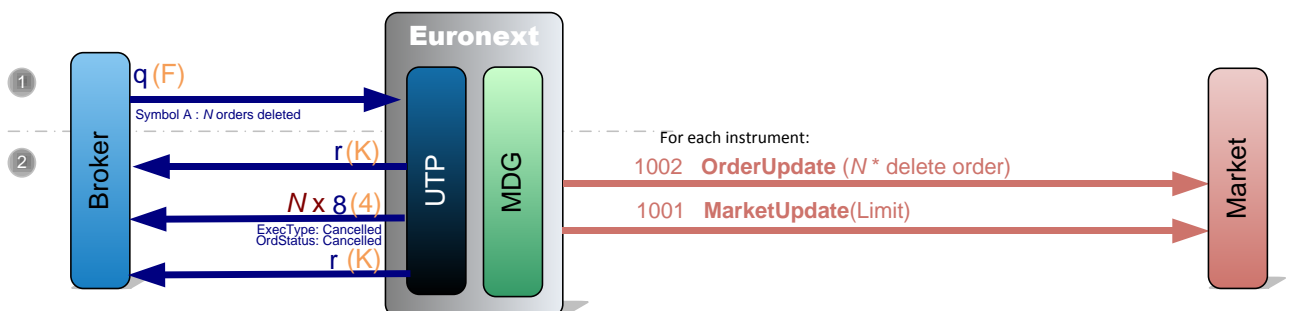 Euronext
1
q (F)
Symbol A : N orders deleted
For each instrument:
2
r (K)
1002 OrderUpdate (N * delete order)
N x 8 (4)
1001 MarketUpdate(Limit)
ExecType: Cancelled
OrdStatus: Cancelled
r (K)
Broker
UTP
MDG
Market